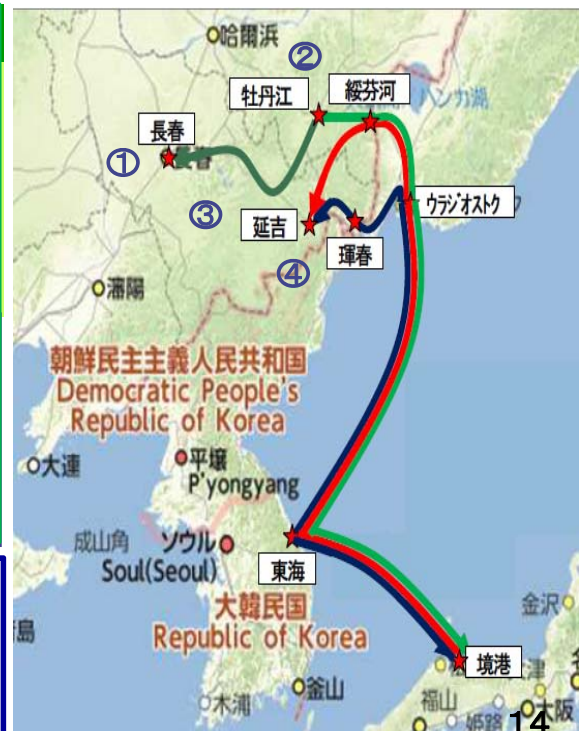 哈爾浜
②
牡丹江
綏芬河
ハンカ湖
長春
①
長春
③
延吉
琿春
ウラジオストク
④
瀋陽
朝鮮民主主義人民共和国
Democratic People's
Republic of Korea
大連
平壌
P'yongyang
成山角
ソウル
Soul(Seoul)
東海
大韓民国
Republic of Korea
金沢
島
境港
木浦
釜山
福山
姫路
大阪
14